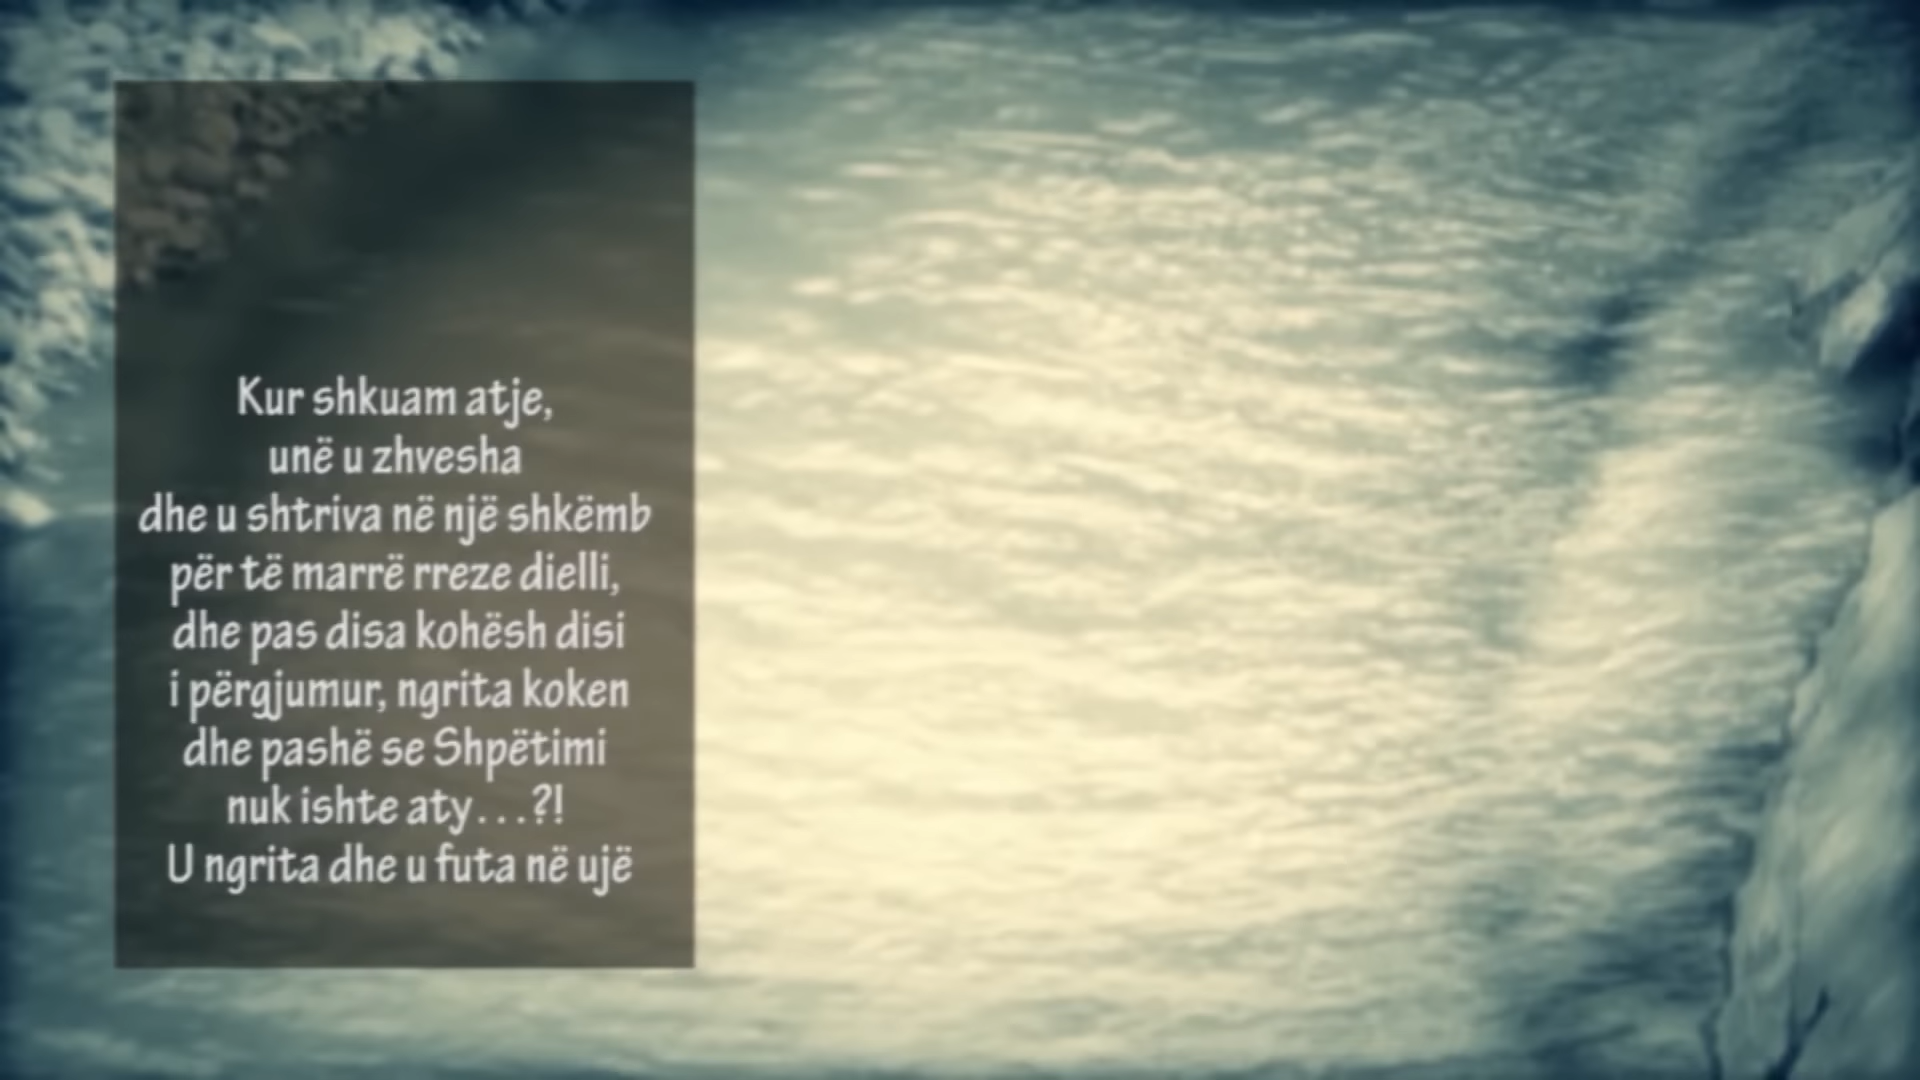 Kur shkuam atje,
unë u zhvesha
dhe u shtriva në një shkëmb
për të marrë rreze dielli,
dhe pas disa kohësh disi
i përgjumur, ngrita koken
dhe pashë se Shpëtimi
nuk ishte aty...?!
U ngrita dhe u futa në ujë